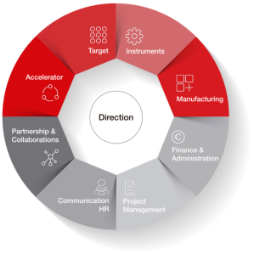 Target
Instruments
Accelerator
Manufacturing
Direction
Partnership &
Collaborations
Finance &
Administration
Communication
HR
Project
Management